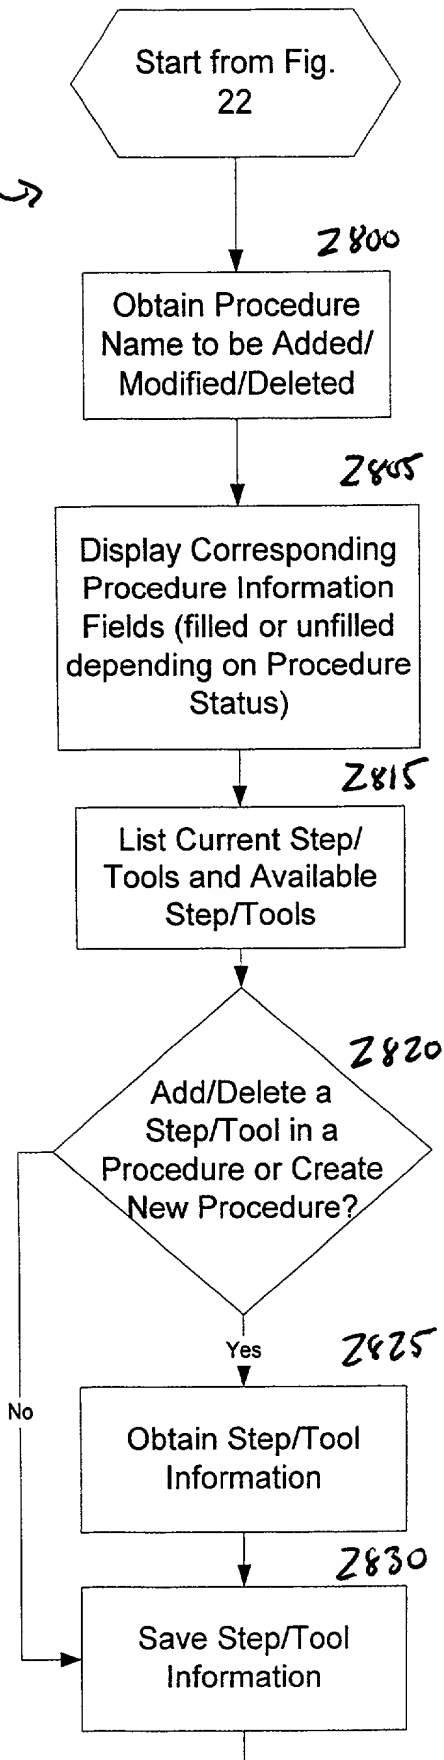 Start from Fig.
22
2800
Obtain Procedure
Name to be Added/
Modified/Deleted
2805
Display Corresponding
Procedure Information
Fields (filled or unfilled
depending on Procedure
Status)
2815
List Current Step/
Tools and Available
Step/Tools
2820
Add/Delete a
Step/Tool in a
Procedure or Create
New Procedure?
Yes
2825
No
Obtain Step/Tool
Information
2830
Save Step/Tool
Information